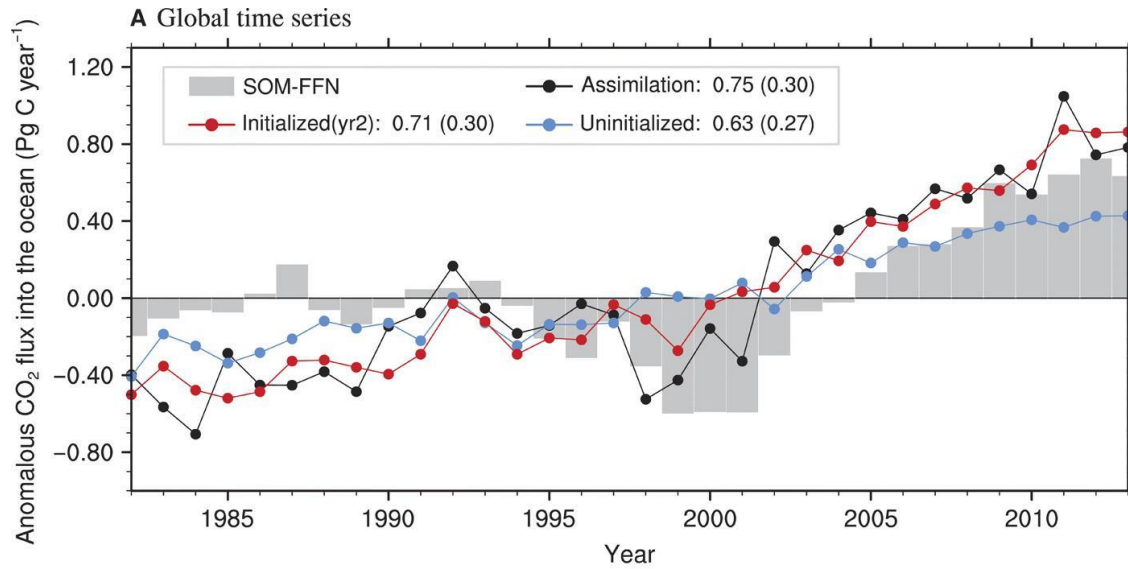 A Global time series
Anomalous CO₂ flux into the ocean (Pg C year⁻¹)
1.20
0.80
0.40
0.00
−0.40
−0.80
SOM-FFN
Assimilation: 0.75 (0.30)
Initialized(yr2): 0.71 (0.30)
Uninitialized: 0.63 (0.27)
1985 1990 1995 2000 2005 2010
Year